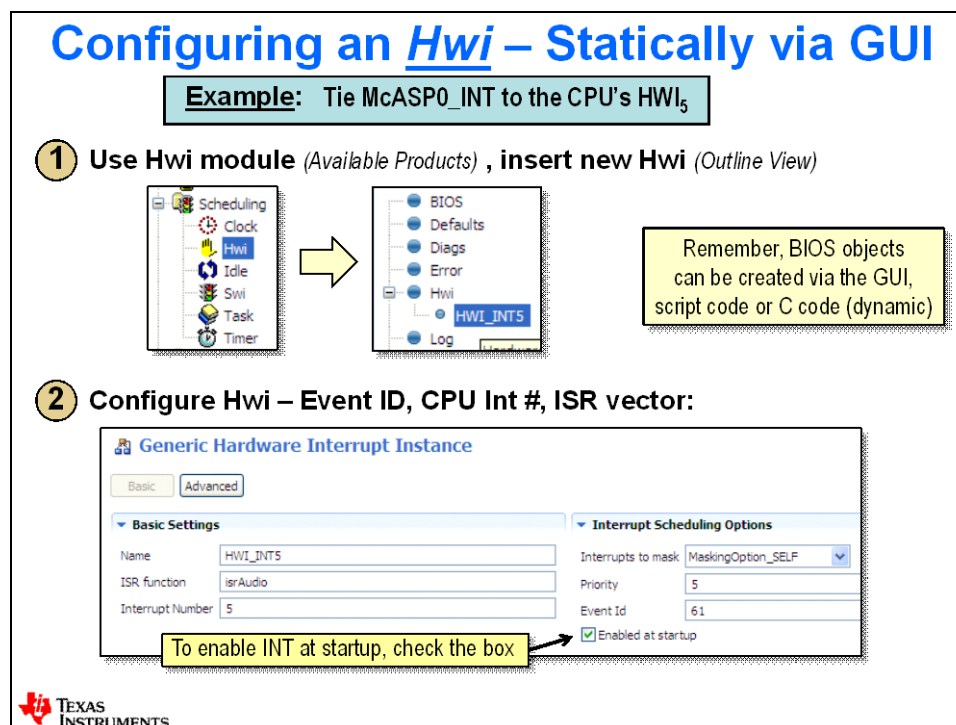 Configuring an Hwi – Statically via GUI
Example: Tie McASP0_INT to the CPU's HWI5
1 Use Hwi module (Available Products) , insert new Hwi (Outline View)
Scheduling
Clock
Hwi
Idle
Swi
Task
Timer
BIOS
Defaults
Diags
Error
Hwi
HWI_INT5
Log
Remember, BIOS objects
can be created via the GUI,
script code or C code (dynamic)
2 Configure Hwi – Event ID, CPU Int #, ISR vector:
Generic Hardware Interrupt Instance
Basic Advanced
Basic Settings
Name HWI_INT5
ISR function isrAudio
Interrupt Number 5
Interrupt Scheduling Options
Interrupts to mask MaskingOption_SELF
Priority 5
Event Id 61
Enabled at startup
To enable INT at startup, check the box
TEXAS
INSTRUMENTS